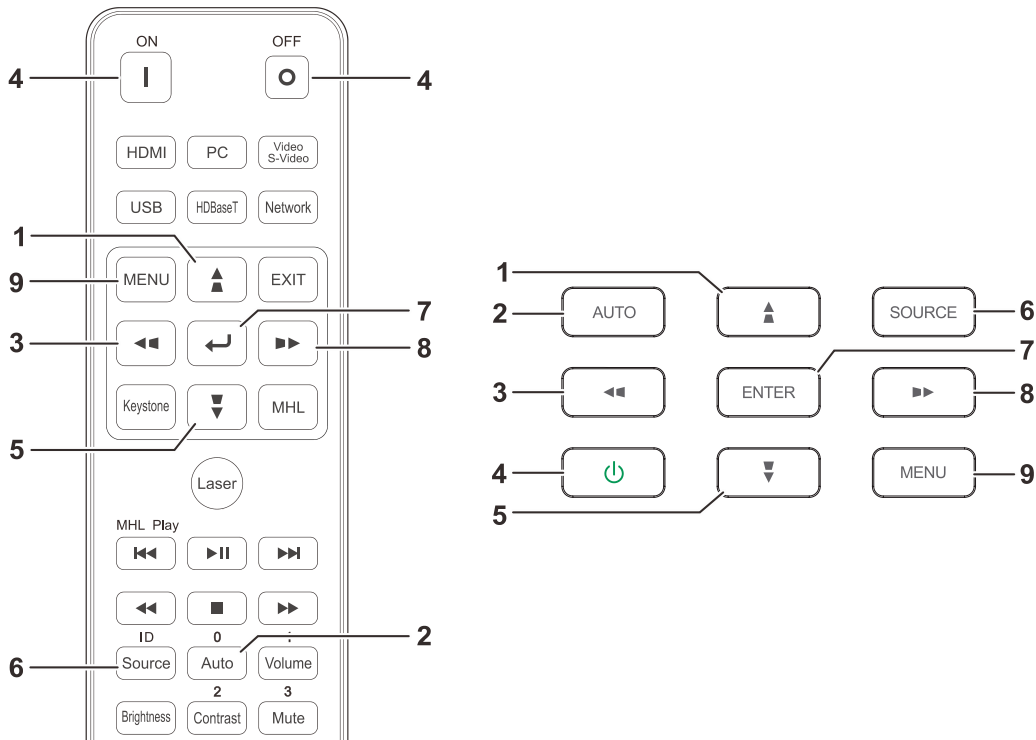 ON OFF
4 4
HDMI PC Video S-Video
USB HDBaseT Network
1
9 MENU EXIT
7
3 8
Keystone MHL
5
Laser
MHL Play
ID 0 :
2
6 Source Auto Volume
2 3
Brightness Contrast Mute
1
2 AUTO SOURCE 6
7
3 ENTER 8
4 MENU 9
5